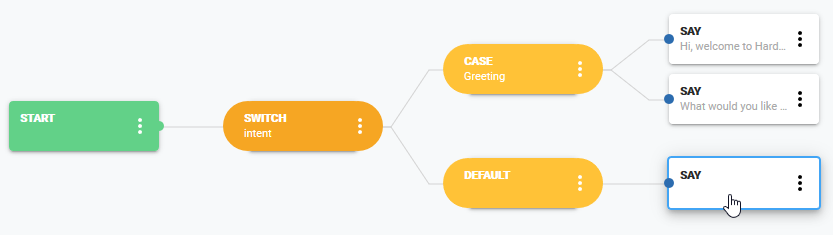 START
SWITCH
intent
CASE
Greeting
SAY
Hi, welcome to Hard...
SAY
What would you like ...
DEFAULT
SAY